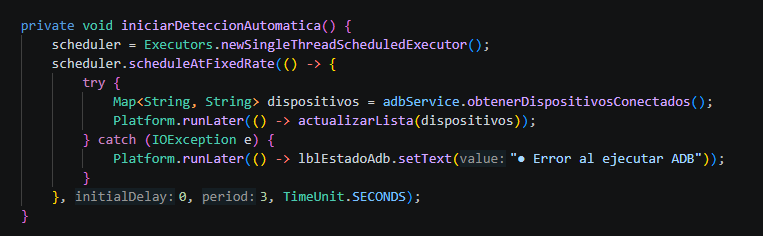 private void iniciarDeteccionAutomatica() {
    scheduler = Executors.newSingleThreadScheduledExecutor();
    scheduler.scheduleAtFixedRate(() -> {
        try {
            Map<String, String> dispositivos = adbService.obtenerDispositivosConectados();
            Platform.runLater(() -> actualizarLista(dispositivos));
        } catch (IOException e) {
            Platform.runLater(() -> lblEstadoAdb.setText(value: "● Error al ejecutar ADB"));
        }
    }, initialDelay: 0, period: 3, TimeUnit.SECONDS);
}